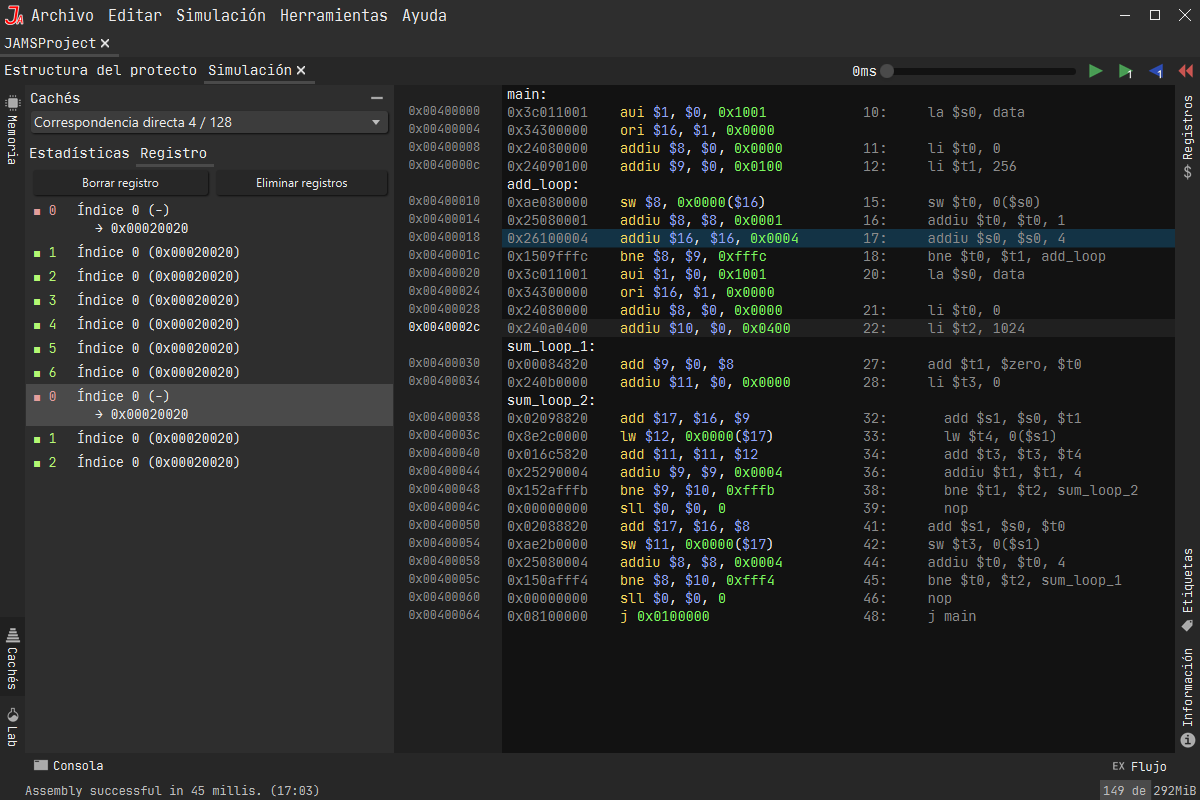 JA Archivo Editar Simulación Herramientas Ayuda
JAMSProject
Estructura del protecto Simulación 0ms 1 1
Memoria
Cachés
Correspondencia directa 4 / 128
Estadísticas Registro
Borrar registro Eliminar registros
0 Índice 0 (-)
→ 0x00020020
1 Índice 0 (0x00020020)
2 Índice 0 (0x00020020)
3 Índice 0 (0x00020020)
4 Índice 0 (0x00020020)
5 Índice 0 (0x00020020)
6 Índice 0 (0x00020020)
0 Índice 0 (-)
→ 0x00020020
1 Índice 0 (0x00020020)
2 Índice 0 (0x00020020)
Cachés
Lab
main:
0x00400000 0x3c011001 aui $1, $0, 0x1001 10: la $s0, data
0x00400004 0x34300000 ori $16, $1, 0x0000
0x00400008 0x24080000 addiu $8, $0, 0x0000 11: li $t0, 0
0x0040000c 0x24090100 addiu $9, $0, 0x0100 12: li $t1, 256
add_loop:
0x00400010 0xae080000 sw $8, 0x0000($16) 15: sw $t0, 0($s0)
0x00400014 0x25080001 addiu $8, $8, 0x0001 16: addiu $t0, $t0, 1
0x00400018 0x26100004 addiu $16, $16, 0x0004 17: addiu $s0, $s0, 4
0x0040001c 0x1509fffc bne $8, $9, 0xfffc 18: bne $t0, $t1, add_loop
0x00400020 0x3c011001 aui $1, $0, 0x1001 20: la $s0, data
0x00400024 0x34300000 ori $16, $1, 0x0000
0x00400028 0x24080000 addiu $8, $0, 0x0000 21: li $t0, 0
0x0040002c 0x240a0400 addiu $10, $0, 0x0400 22: li $t2, 1024
sum_loop_1:
0x00400030 0x00084820 add $9, $0, $8 27: add $t1, $zero, $t0
0x00400034 0x240b0000 addiu $11, $0, 0x0000 28: li $t3, 0
sum_loop_2:
0x00400038 0x02098820 add $17, $16, $9 32: add $s1, $s0, $t1
0x0040003c 0x8e2c0000 lw $12, 0x0000($17) 33: lw $t4, 0($s1)
0x00400040 0x016c5820 add $11, $11, $12 34: add $t3, $t3, $t4
0x00400044 0x25290004 addiu $9, $9, 0x0004 36: addiu $t1, $t1, 4
0x00400048 0x152afffb bne $9, $10, 0xfffb 38: bne $t1, $t2, sum_loop_2
0x0040004c 0x00000000 sll $0, $0, 0 39: nop
0x00400050 0x02088820 add $17, $16, $8 41: add $s1, $s0, $t0
0x00400054 0xae2b0000 sw $11, 0x0000($17) 42: sw $t3, 0($s1)
0x00400058 0x25080004 addiu $8, $8, 0x0004 44: addiu $t0, $t0, 4
0x0040005c 0x150afff4 bne $8, $10, 0xfff4 45: bne $t0, $t2, sum_loop_1
0x00400060 0x00000000 sll $0, $0, 0 46: nop
0x00400064 0x08100000 j 0x0100000 48: j main
$ Registros
Etiquetas
Información
Consola EX Flujo
Assembly successful in 45 millis. (17:03) 149 de 292MiB